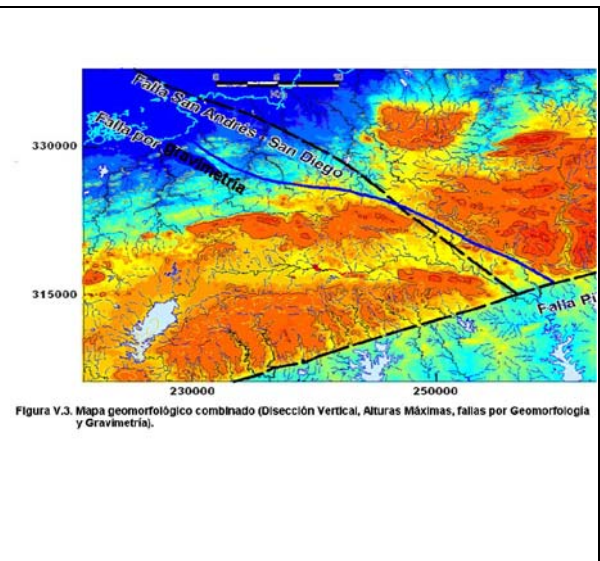 Falla San Andrés - San Diego
Falla por gravimetría
330000
315000
Falla Pi
230000
250000
Figura V.3. Mapa geomorfológico combinado (Disección Vertical, Alturas Máximas, fallas por Geomorfología
y Gravimetría).